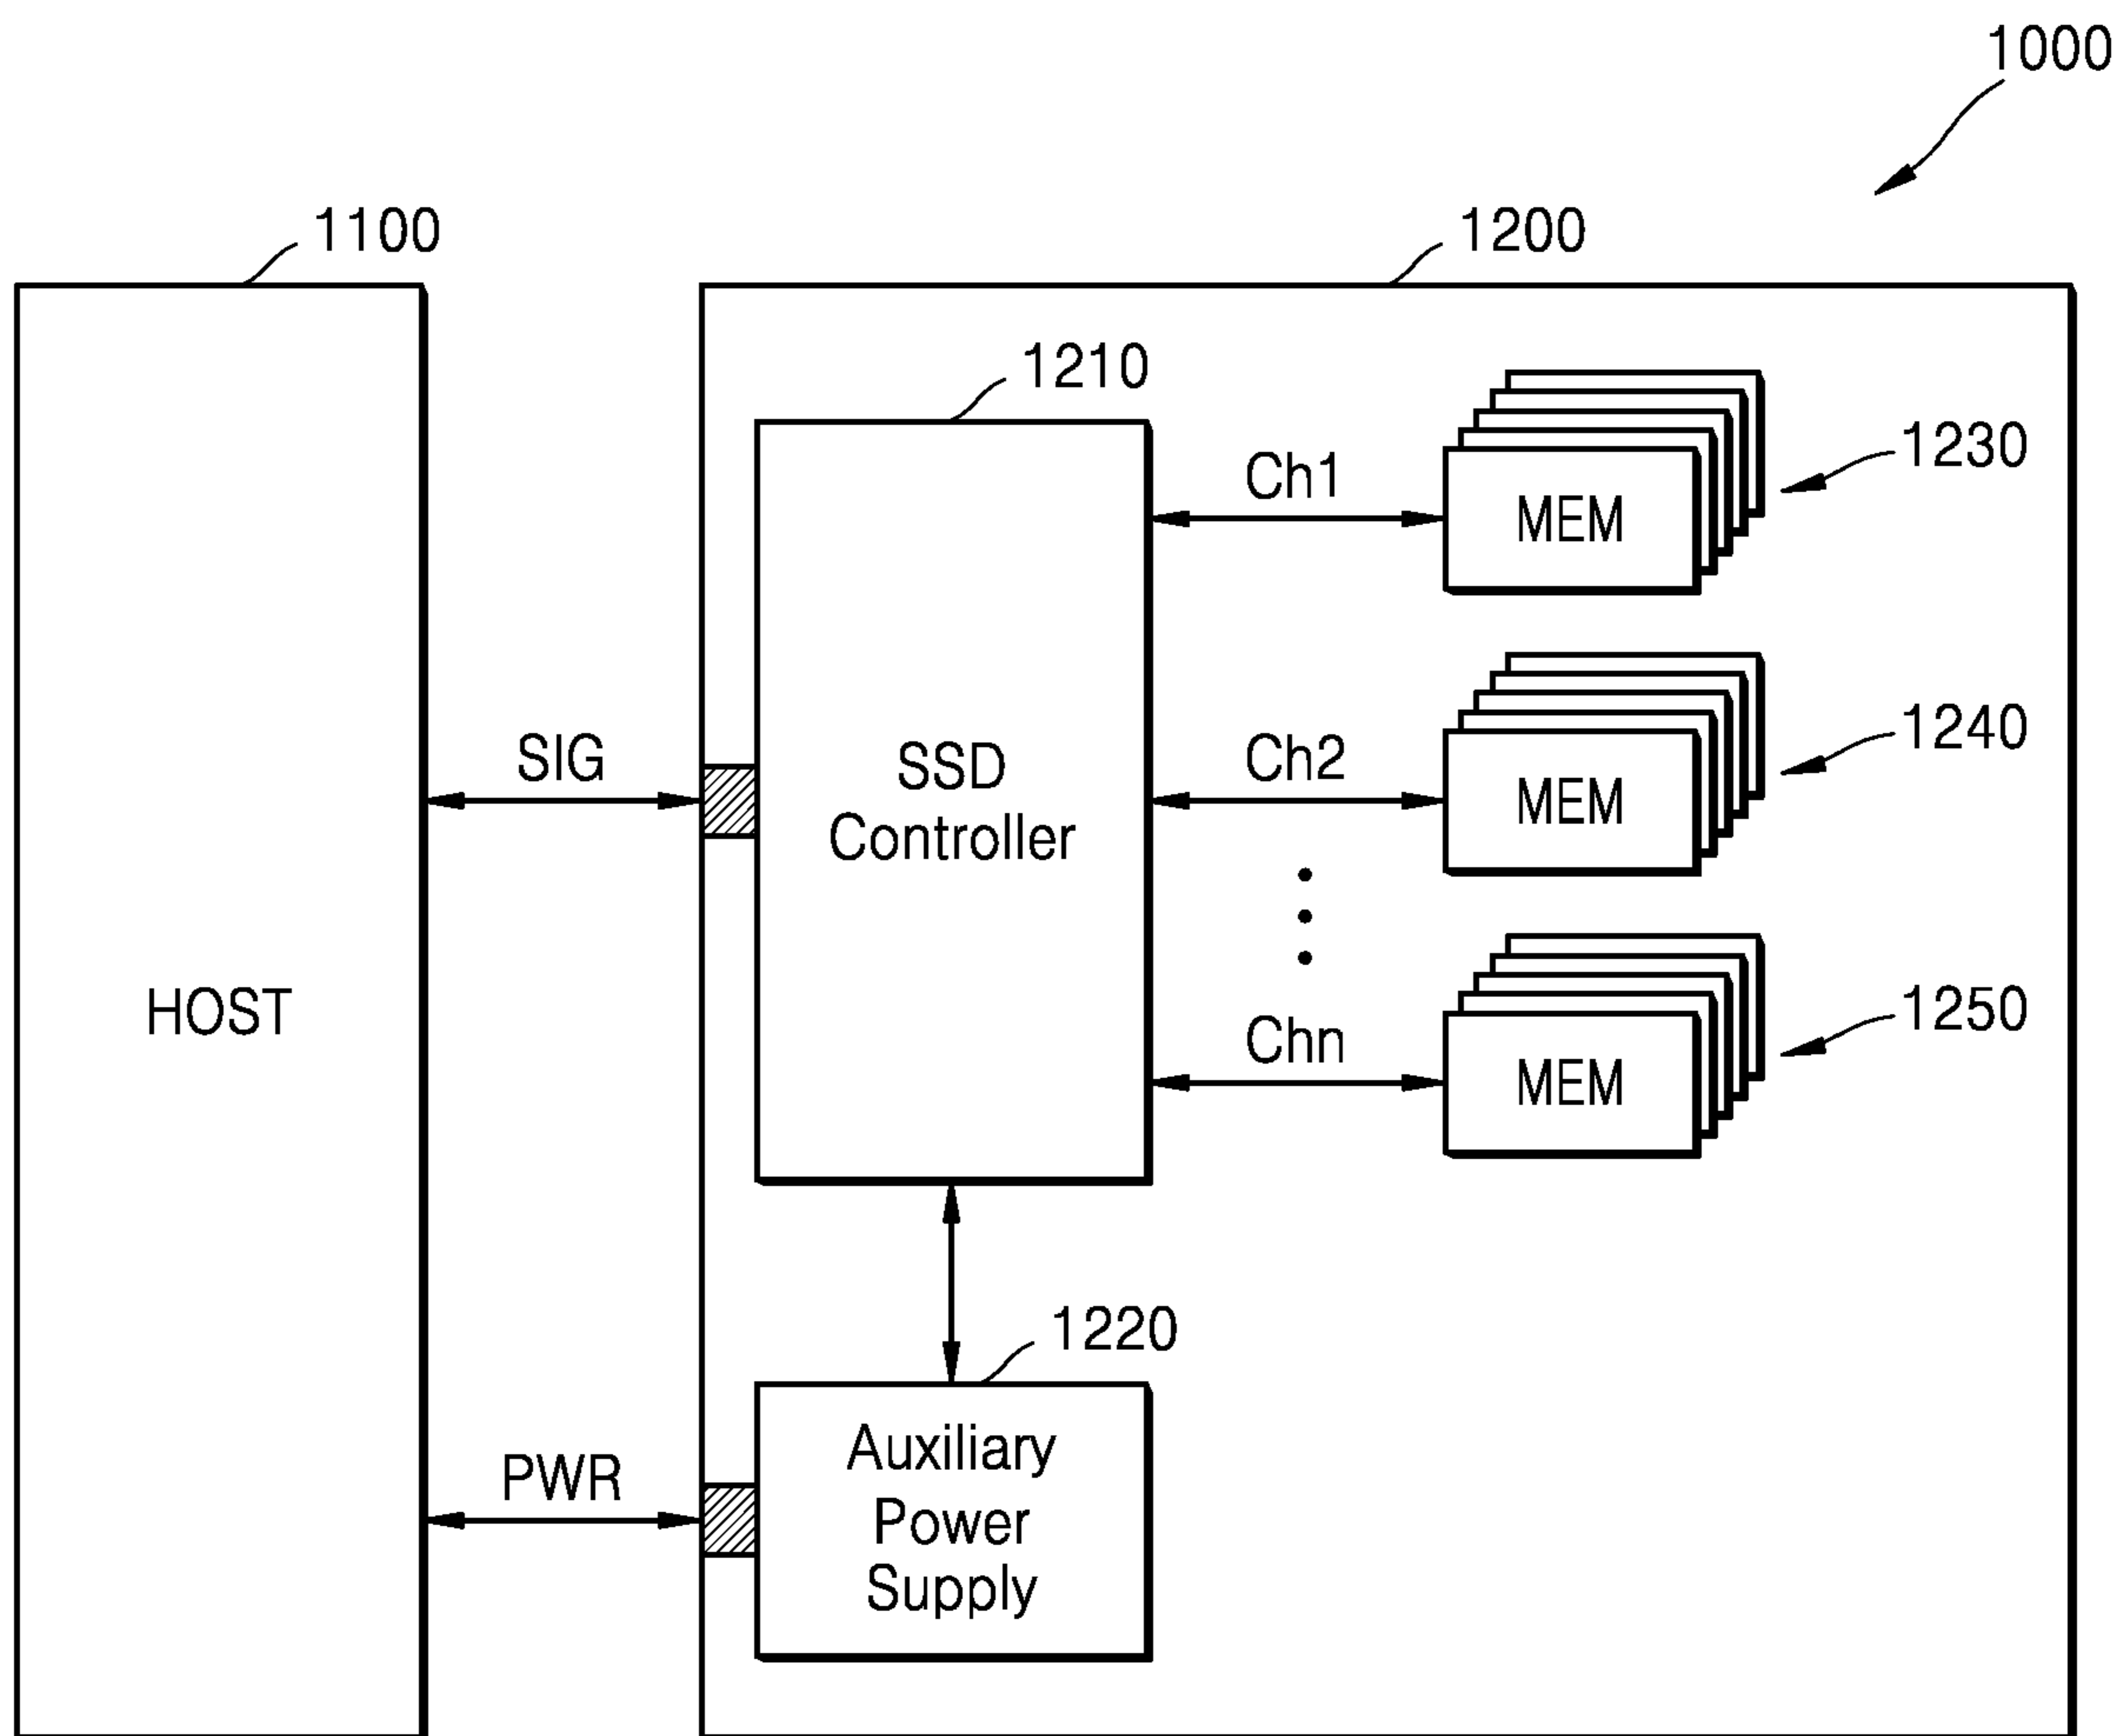 1000
1100
1200
1210
Ch1
MEM
1230
SIG
SSD
Controller
Ch2
MEM
1240
HOST
Chn
MEM
1250
1220
PWR
Auxiliary
Power
Supply